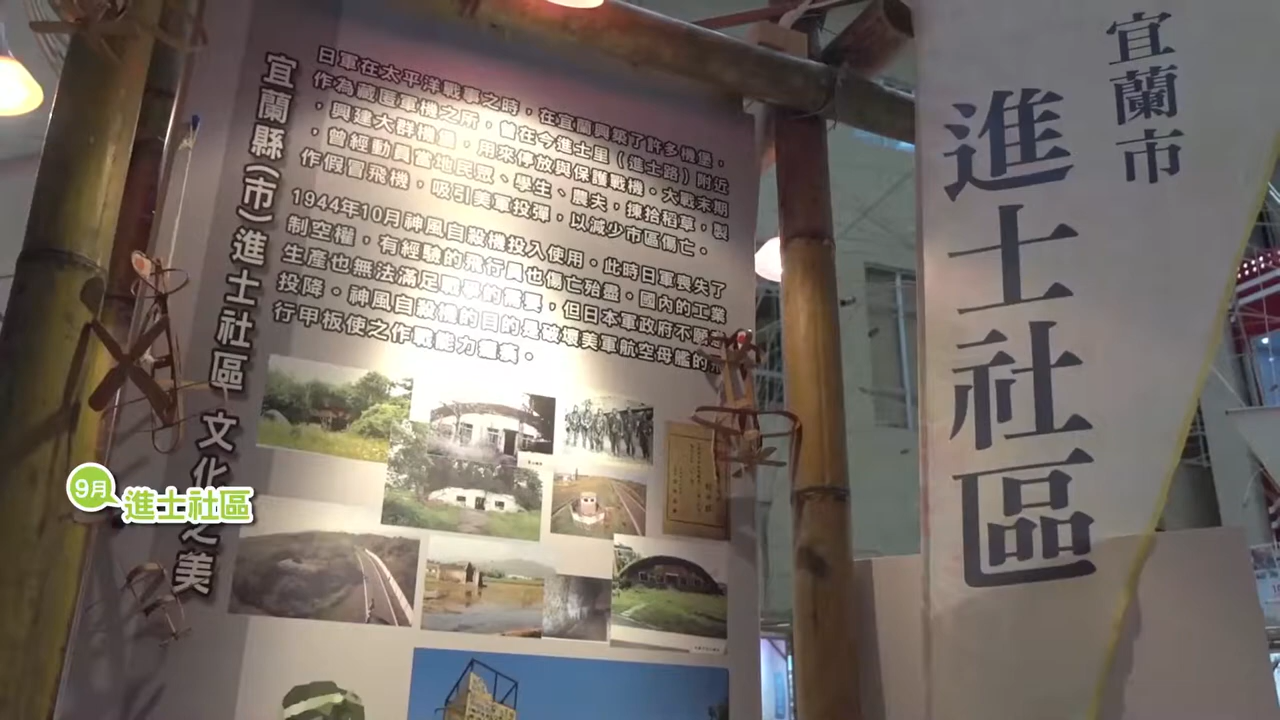 宜蘭縣(市)進士社區 文化之美
日軍在太平洋戰事之時，在宜蘭興築了許多機堡，
作為藏匿軍機之所，曾在今進士里（進士路）附近
，興建大群機堡，用來停放與保護戰機。大戰末期
，曾經動員當地民眾、學生、農夫，揀拾稻草，製
作假冒飛機，吸引美軍投彈，以減少市區傷亡。
1944年10月神風自殺機投入使用。此時日軍喪失了
制空權，有經驗的飛行員也傷亡殆盡。國內的工業
生產也無法滿足戰爭的需要，但日本軍政府不願意
投降。神風自殺機的目的是破壞美軍航空母艦的飛
行甲板使之作戰能力癱瘓。
宜蘭市
進士社區
9月
進士社區